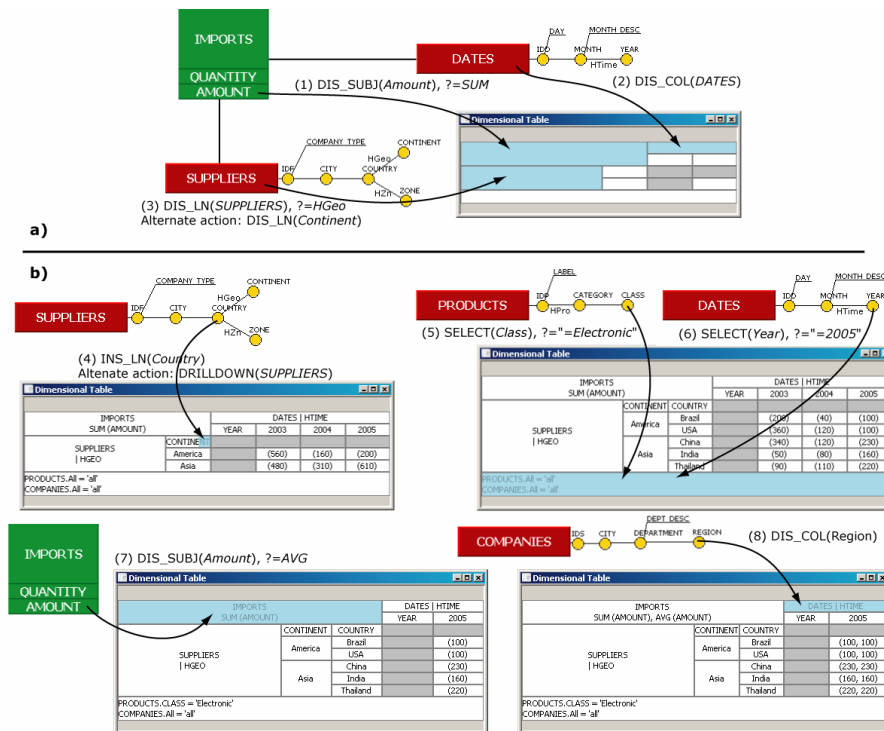 IMPORTS
QUANTITY
AMOUNT
DATES
DAY
MONTH DESC
IDD
MONTH
YEAR
HTime
(1) DIS_SUBJ(Amount), ?=SUM
(2) DIS_COL(DATES)
Dimensional Table
SUPPLIERS
COMPANY TYPE
CONTINENT
HGeo
IDF
CITY
COUNTRY
HZn
ZONE
(3) DIS_LN(SUPPLIERS), ?=HGeo
Alternate action: DIS_LN(Continent)
a)
b)
SUPPLIERS
COMPANY TYPE
CONTINENT
HGeo
IDF
CITY
COUNTRY
HZn
ZONE
(4) INS_LN(Country)
Altenate action: DRILLDOWN(SUPPLIERS)
Dimensional Table
IMPORTS
SUM (AMOUNT)
DATES | HTIME
YEAR 2003 2004 2005
SUPPLIERS
| HGEO
CONTINENT
America (560) (160) (200)
Asia (480) (310) (610)
PRODUCTS.All = 'all'
COMPANIES.All = 'all'
PRODUCTS
LABEL
IDP
CATEGORY
CLASS
HPro
(5) SELECT(Class), ?="=Electronic"
DATES
DAY
MONTH DESC
IDD
MONTH
YEAR
HTime
(6) SELECT(Year), ?="=2005"
Dimensional Table
IMPORTS
SUM (AMOUNT)
DATES | HTIME
YEAR 2003 2004 2005
SUPPLIERS
| HGEO
CONTINENT COUNTRY
America
Brazil (200) (40) (100)
USA (360) (120) (100)
Asia
China (340) (120) (230)
India (50) (80) (160)
Thailand (90) (110) (220)
PRODUCTS.All = 'all'
COMPANIES.All = 'all'
IMPORTS
QUANTITY
AMOUNT
(7) DIS_SUBJ(Amount), ?=AVG
Dimensional Table
IMPORTS
SUM (AMOUNT)
DATES | HTIME
YEAR 2005
SUPPLIERS
| HGEO
CONTINENT COUNTRY
America
Brazil (100)
USA (100)
Asia
China (230)
India (160)
Thailand (220)
PRODUCTS.CLASS = 'Electronic'
COMPANIES.All = 'all'
COMPANIES
DEPT DESC
IDS
CITY
DEPARTMENT
REGION
(8) DIS_COL(Region)
Dimensional Table
IMPORTS
SUM (AMOUNT), AVG (AMOUNT)
DATES | HTIME
YEAR 2005
SUPPLIERS
| HGEO
CONTINENT COUNTRY
America
Brazil (100, 100)
USA (100, 100)
Asia
China (230, 230)
India (160, 160)
Thailand (220, 220)
PRODUCTS.CLASS = 'Electronic'
COMPANIES.All = 'all'